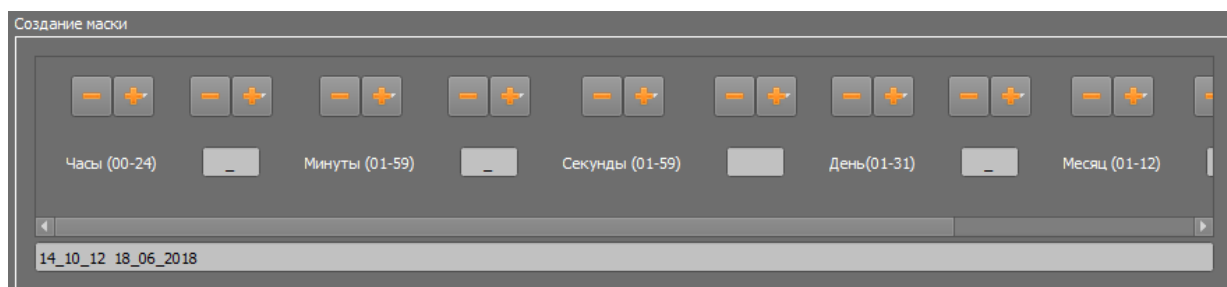 Создание маски
Часы (00-24) _ Минуты (01-59) _ Секунды (01-59) День(01-31) _ Месяц (01-12)
14_10_12 18_06_2018